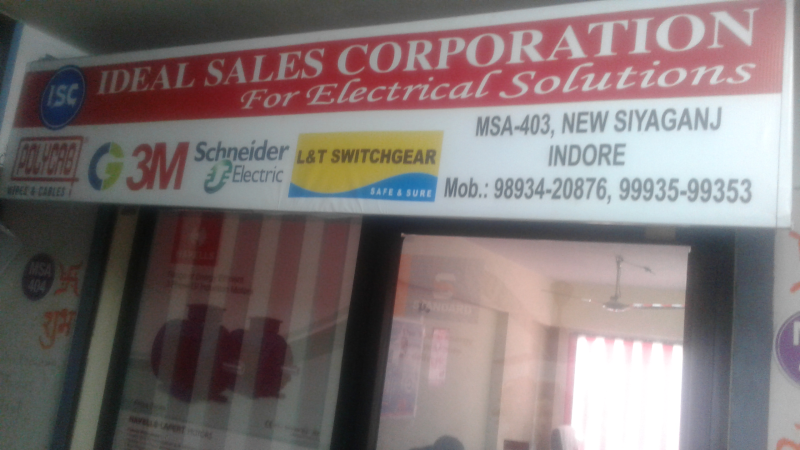 IDEAL SALES CORPORATION
For Electrical Solutions
ISC
POLYCAB
WIRES & CABLES
G
3M
Schneider
Electric
L&T SWITCHGEAR
SAFE & SURE
MSA-403, NEW SIYAGANJ
INDORE
Mob.: 98934-20876, 99935-99353
MSA
404
शुभ
HAVELLS